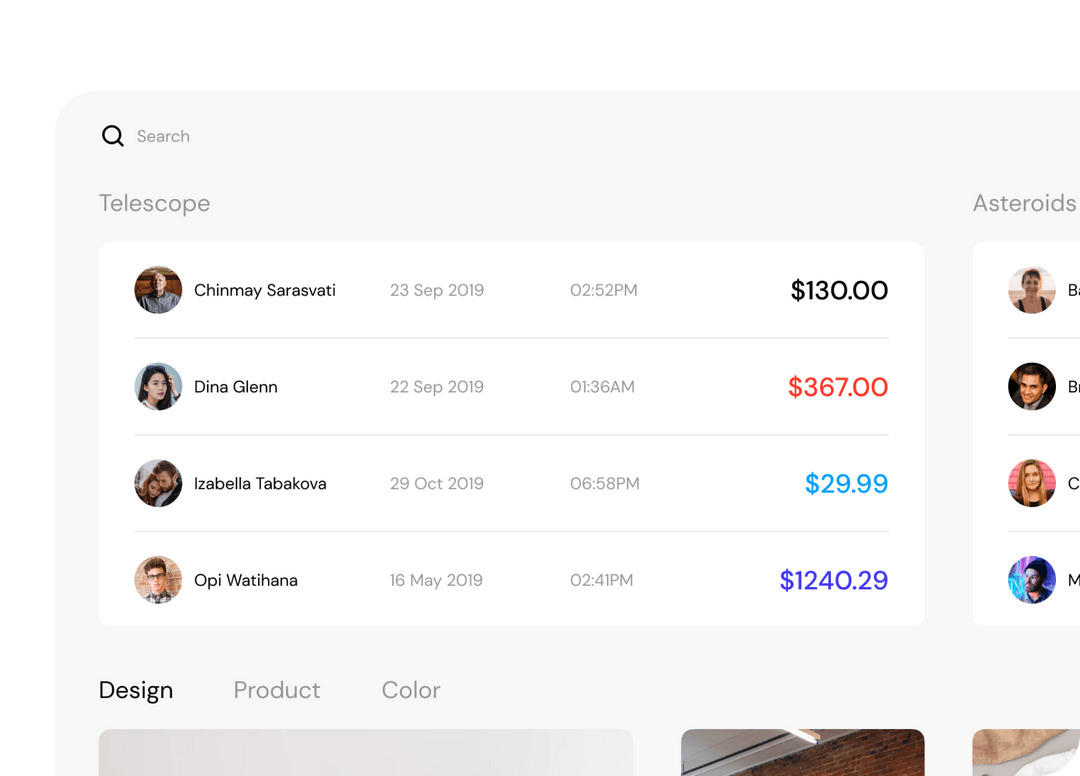 Search
Telescope
Asteroids
Chinmay Sarasvati 23 Sep 2019 02:52PM $130.00
Dina Glenn 22 Sep 2019 01:36AM $367.00
Izabella Tabakova 29 Oct 2019 06:58PM $29.99
Opi Watihana 16 May 2019 02:41PM $1240.29
Design Product Color